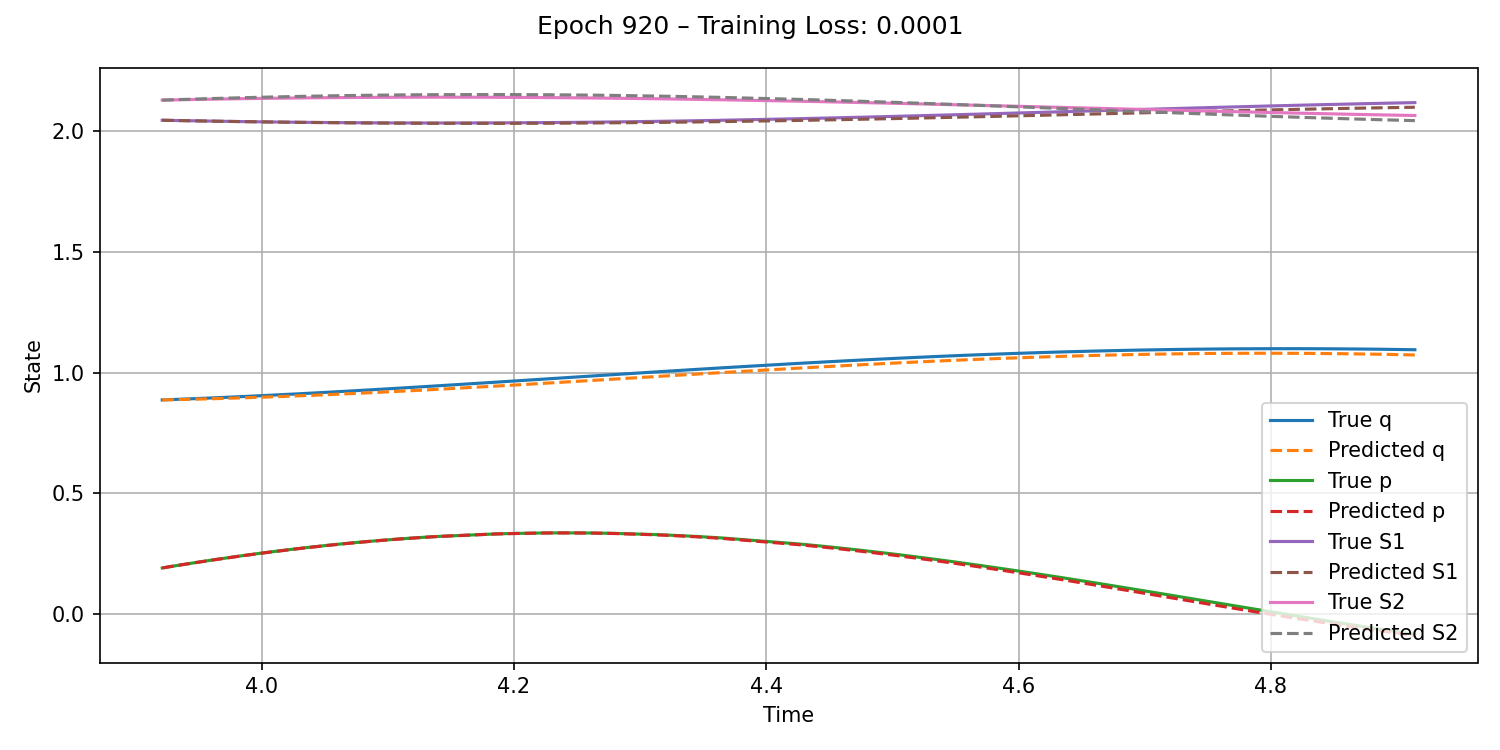 Epoch 920 – Training Loss: 0.0001
2.0
1.5
1.0
0.5
0.0
State
True q
Predicted q
True p
Predicted p
True S1
Predicted S1
True S2
Predicted S2
4.0 4.2 4.4 4.6 4.8
Time